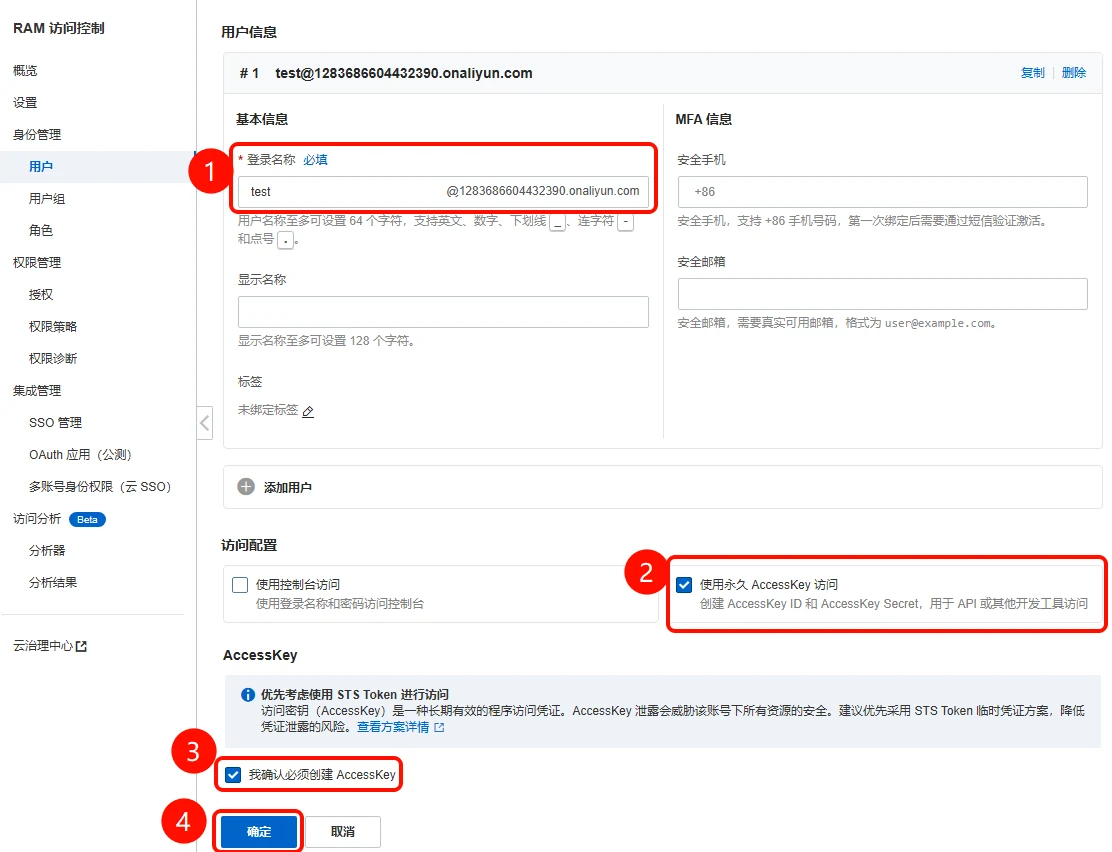 RAM 访问控制
概览
设置
身份管理
用户
用户组
角色
权限管理
授权
权限策略
权限诊断
集成管理
SSO 管理
OAuth 应用（公测）
多账号身份权限（云 SSO）
访问分析 Beta
分析器
分析结果
云治理中心
用户信息
# 1 test@1283686604432390.onaliyun.com 复制 删除
基本信息
1
* 登录名称 必填
test @1283686604432390.onaliyun.com
用户名称至多可设置 64 个字符，支持英文、数字、下划线 _ 、连字符 -
和点号 . 。
显示名称
显示名称至多可设置 128 个字符。
标签
未绑定标签
MFA 信息
安全手机
+86
安全手机，支持 +86 手机号码，第一次绑定后需要通过短信验证激活。
安全邮箱
安全邮箱，需要真实可用邮箱，格式为 user@example.com。
添加用户
访问配置
使用控制台访问
使用登录名称和密码访问控制台
2
使用永久 AccessKey 访问
创建 AccessKey ID 和 AccessKey Secret，用于 API 或其他开发工具访问
AccessKey
优先考虑使用 STS Token 进行访问
访问密钥（AccessKey）是一种长期有效的程序访问凭证。AccessKey 泄露会威胁该账号下所有资源的安全。建议优先采用 STS Token 临时凭证方案，降低
凭证泄露的风险。查看方案详情
3
我确认必须创建 AccessKey
4
确定 取消